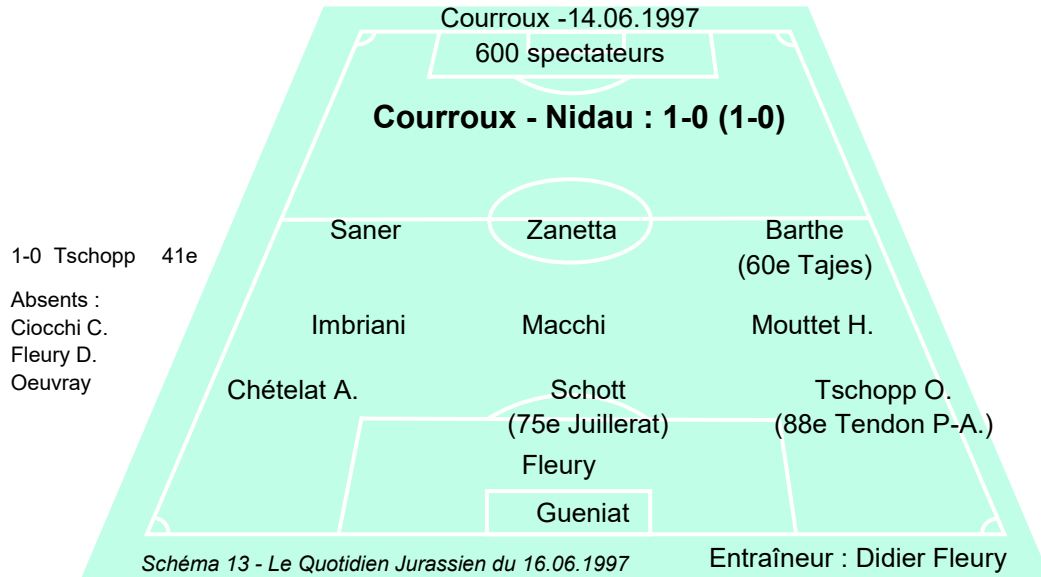 Courroux -14.06.1997
600 spectateurs
Courroux - Nidau : 1-0 (1-0)
Saner Zanetta Barthe
(60e Tajes)
1-0 Tschopp 41e
Absents :
Ciocchi C.
Fleury D.
Oeuvray
Imbriani Macchi Mouttet H.
Chételat A. Schott Tschopp O.
(75e Juillerat) (88e Tendon P-A.)
Fleury
Gueniat
Schéma 13 - Le Quotidien Jurassien du 16.06.1997 Entraîneur : Didier Fleury